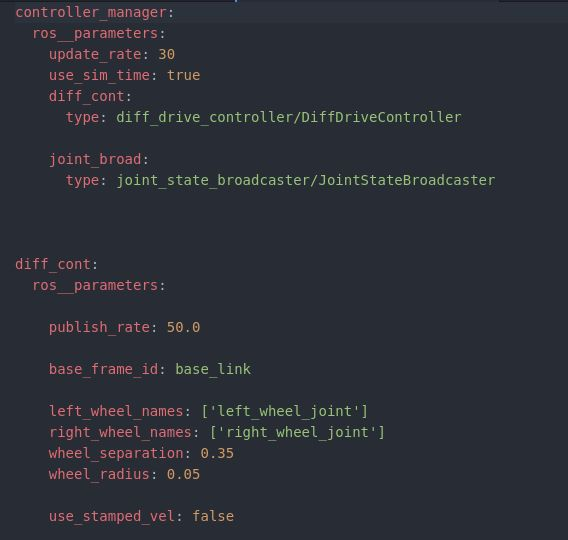 controller_manager:
  ros__parameters:
    update_rate: 30
    use_sim_time: true
    diff_cont:
      type: diff_drive_controller/DiffDriveController
    joint_broad:
      type: joint_state_broadcaster/JointStateBroadcaster
diff_cont:
  ros__parameters:
    publish_rate: 50.0
    base_frame_id: base_link
    left_wheel_names: ['left_wheel_joint']
    right_wheel_names: ['right_wheel_joint']
    wheel_separation: 0.35
    wheel_radius: 0.05
    use_stamped_vel: false